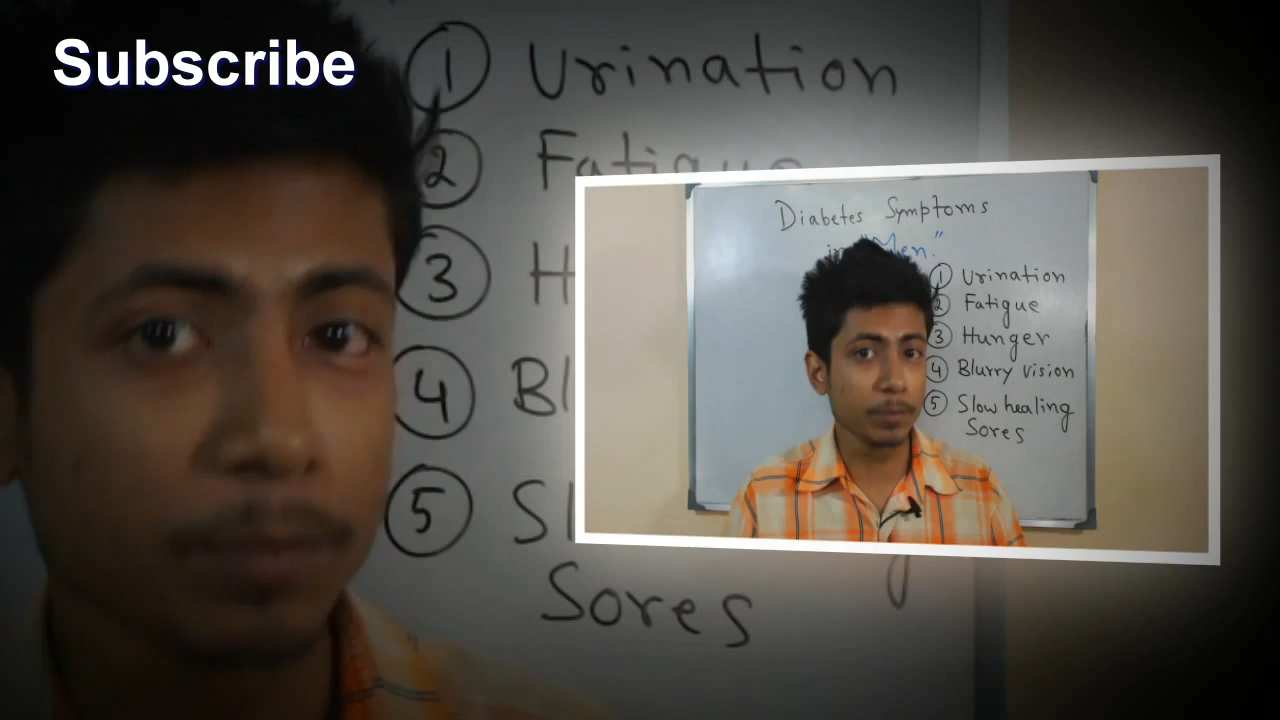 Subscribe
① Urination
② Fatigue
③ H
④ Bl
⑤ Sl
Sores
Diabetes Symptoms
in "Men."
① Urination
② Fatigue
③ Hunger
④ Blurry vision
⑤ Slow healing
Sores